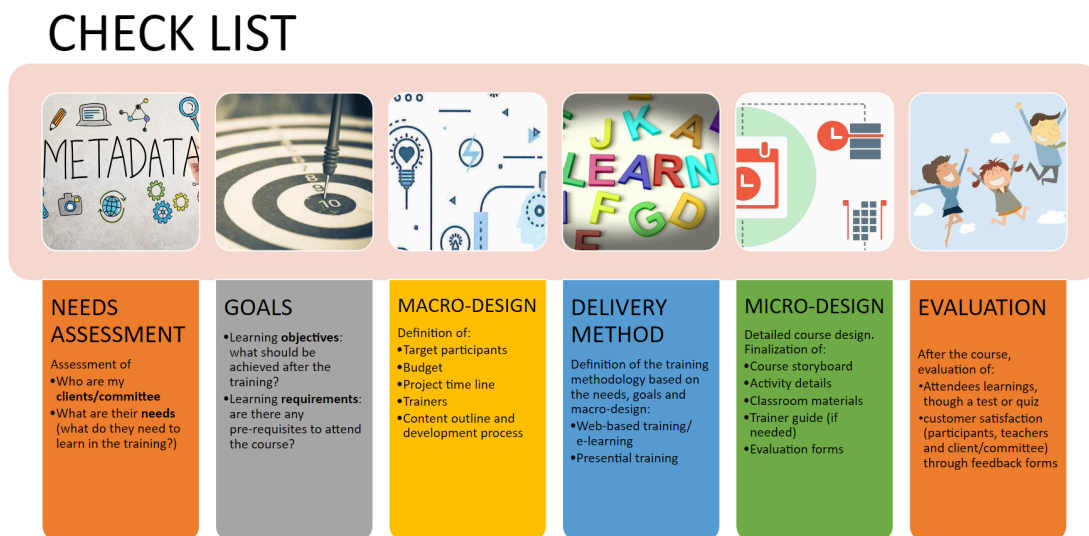 CHECK LIST
METADATA
8
9
10
J K A
LEARN
F G D
NEEDS
ASSESSMENT
Assessment of
•Who are my
clients/committee
•What are their needs
(what do they need to
learn in the training?)
GOALS
•Learning objectives:
what should be
achieved after the
training?
•Learning requirements:
are there any
pre-requisites to attend
the course?
MACRO-DESIGN
Definition of:
•Target participants
•Budget
•Project time line
•Trainers
•Content outline and
development process
DELIVERY
METHOD
Definition of the training
methodology based on
the needs, goals and
macro-design:
•Web-based training/
e-learning
•Presential training
MICRO-DESIGN
Detailed course design.
Finalization of:
•Course storyboard
•Activity details
•Classroom materials
•Trainer guide (if
needed)
•Evaluation forms
EVALUATION
After the course,
evaluation of:
•Attendees learnings,
though a test or quiz
•customer satisfaction
(participants, teachers
and client/committee)
through feedback forms